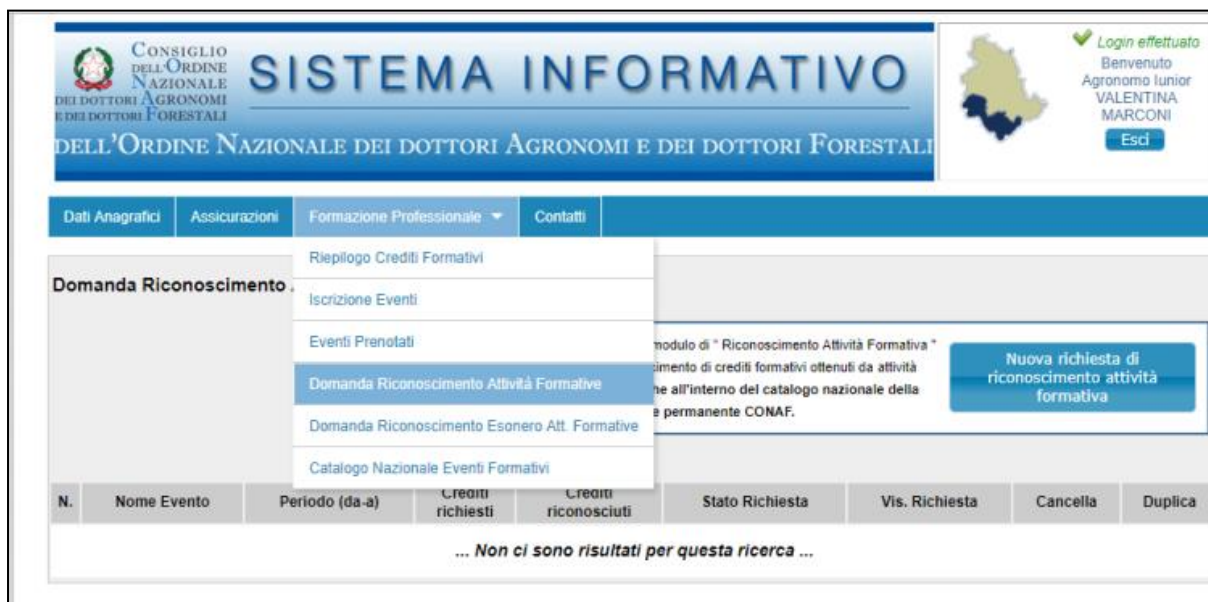 CONSIGLIO
DELL'ORDINE
NAZIONALE
DEI DOTTORI AGRONOMI
E DEI DOTTORI FORESTALI
SISTEMA INFORMATIVO
DELL'ORDINE NAZIONALE DEI DOTTORI AGRONOMI E DEI DOTTORI FORESTALI
Login effettuato
Benvenuto
Agronomo Iunior
VALENTINA
MARCONI
Esci
Dati Anagrafici
Assicurazioni
Formazione Professionale
Contatti
Riepilogo Crediti Formativi
Iscrizione Eventi
Eventi Prenotati
Domanda Riconoscimento Attività Formative
Domanda Riconoscimento Esonero Att. Formative
Catalogo Nazionale Eventi Formativi
Domanda Riconoscimento
modulo di " Riconoscimento Attività Formativa "
imento di crediti formativi ottenuti da attività
he all'interno del catalogo nazionale della
e permanente CONAF.
Nuova richiesta di
riconoscimento attività
formativa
N. Nome Evento Periodo (da-a) Crediti richiesti Crediti riconosciuti Stato Richiesta Vis. Richiesta Cancella Duplica
... Non ci sono risultati per questa ricerca ...